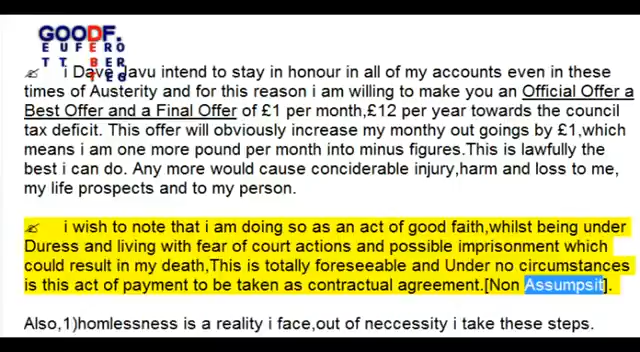 GOODF.
E U F E R O
T T B E R
T E S
i Dave Javu intend to stay in honour in all of my accounts even in these
times of Austerity and for this reason i am willing to make you an Official Offer a
Best Offer and a Final Offer of £1 per month,£12 per year towards the council
tax deficit. This offer will obviously increase my monthy out goings by £1,which
means i am one more pound per month into minus figures.This is lawfully the
best i can do. Any more would cause conciderable injury,harm and loss to me,
my life prospects and to my person.
i wish to note that i am doing so as an act of good faith,whilst being under
Duress and living with fear of court actions and possible imprisonment which
could result in my death,This is totally foreseeable and Under no circumstances
is this act of payment to be taken as contractual agreement.[Non Assumpsit].
Also,1)homlessness is a reality i face,out of neccessity i take these steps.